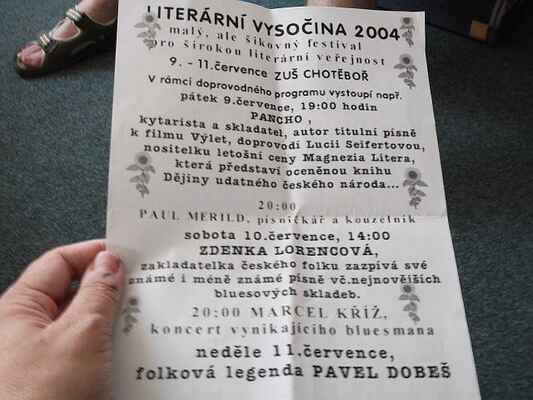 LITERÁRNÍ VYSOČINA 2004
malý, ale šikovný festival
pro širokou literární veřejnost
9. - 11.července ZUŠ CHOTĚBOŘ
V rámci doprovodného programu vystoupí např.
pátek 9.července, 19:00 hodin
PANCHO,
kytarista a skladatel, autor titulní písně
k filmu Výlet, doprovodí Lucii Seifertovou,
nositelku letošní ceny Magnezia Litera,
která představí oceněnou knihu
Dějiny udatného českého národa...
20:00
PAUL MERILD, písničkář a kouzelník
sobota 10.července, 14:00
ZDENKA LORENCOVÁ,
zakladatelka českého folku zazpívá své
známé i méně známé písně vč.nejnovějších
bluesových skladeb.
20:00 MARCEL KŘÍŽ,
koncert vynikajícího bluesmana
neděle 11.července,
folková legenda PAVEL DOBEŠ